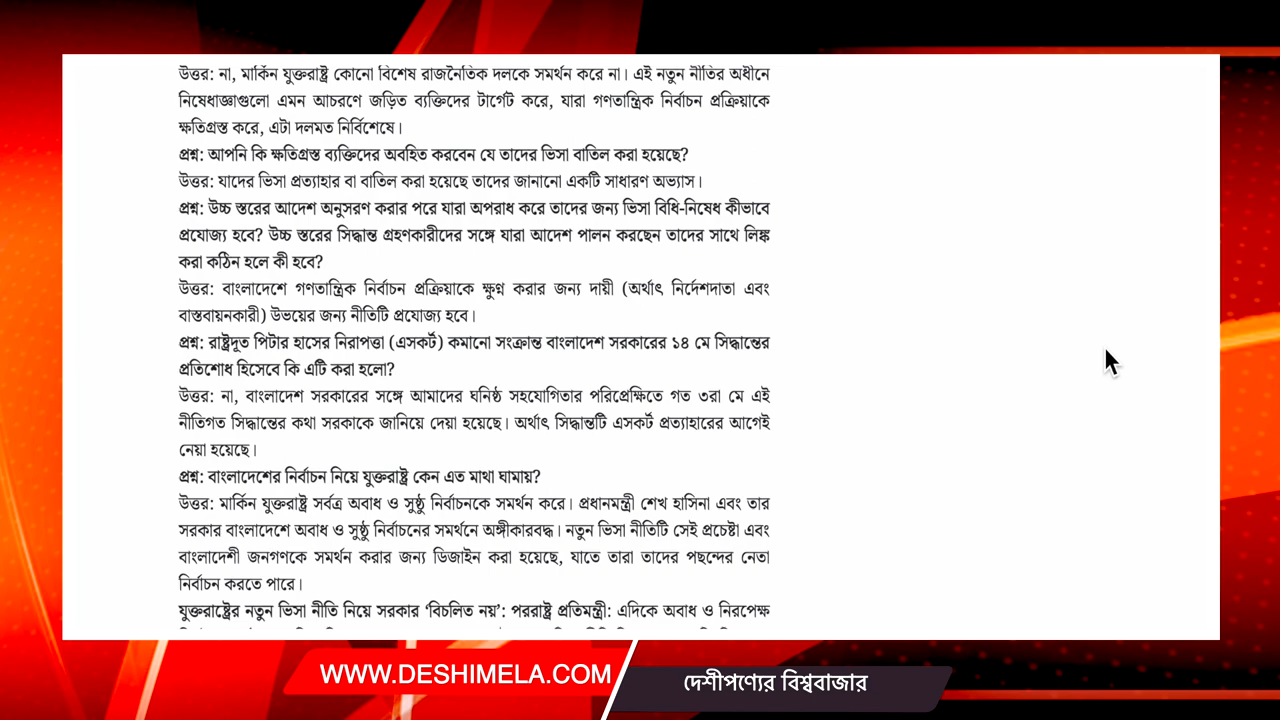 উত্তর: না, মার্কিন যুক্তরাষ্ট্র কোনো বিশেষ রাজনৈতিক দলকে সমর্থন করে না। এই নতুন নীতির অধীনে
নিষেধাজ্ঞাগুলো এমন আচরণে জড়িত ব্যক্তিদের টার্গেট করে, যারা গণতান্ত্রিক নির্বাচন প্রক্রিয়াকে
ক্ষতিগ্রস্ত করে, এটা দলমত নির্বিশেষে।
প্রশ্ন: আপনি কি ক্ষতিগ্রস্ত ব্যক্তিদের অবহিত করবেন যে তাদের ভিসা বাতিল করা হয়েছে?
উত্তর: যাদের ভিসা প্রত্যাহার বা বাতিল করা হয়েছে তাদের জানানো একটি সাধারণ অভ্যাস।
প্রশ্ন: উচ্চ স্তরের আদেশ অনুসরণ করার পরে যারা অপরাধ করে তাদের জন্য ভিসা বিধি-নিষেধ কীভাবে
প্রযোজ্য হবে? উচ্চ স্তরের সিদ্ধান্ত গ্রহণকারীদের সঙ্গে যারা আদেশ পালন করছেন তাদের সাথে লিঙ্ক
করা কঠিন হলে কী হবে?
উত্তর: বাংলাদেশে গণতান্ত্রিক নির্বাচন প্রক্রিয়াকে ক্ষুণ্ন করার জন্য দায়ী (অর্থাৎ নির্দেশদাতা এবং
বাস্তবায়নকারী) উভয়ের জন্য নীতিটি প্রযোজ্য হবে।
প্রশ্ন: রাষ্ট্রদূত পিটার হাসের নিরাপত্তা (এসকর্ট) কমানো সংক্রান্ত বাংলাদেশ সরকারের ১৪ মে সিদ্ধান্তের
প্রতিশোধ হিসেবে কি এটি করা হলো?
উত্তর: না, বাংলাদেশ সরকারের সঙ্গে আমাদের ঘনিষ্ঠ সহযোগিতার পরিপ্রেক্ষিতে গত ৩রা মে এই
নীতিগত সিদ্ধান্তের কথা সরকাকে জানিয়ে দেয়া হয়েছে। অর্থাৎ সিদ্ধান্তটি এসকর্ট প্রত্যাহারের আগেই
নেয়া হয়েছে।
প্রশ্ন: বাংলাদেশের নির্বাচন নিয়ে যুক্তরাষ্ট্র কেন এত মাথা ঘামায়?
উত্তর: মার্কিন যুক্তরাষ্ট্র সর্বত্র অবাধ ও সুষ্ঠু নির্বাচনকে সমর্থন করে। প্রধানমন্ত্রী শেখ হাসিনা এবং তার
সরকার বাংলাদেশে অবাধ ও সুষ্ঠু নির্বাচনের সমর্থনে অঙ্গীকারবদ্ধ। নতুন ভিসা নীতিটি সেই প্রচেষ্টা এবং
বাংলাদেশী জনগণকে সমর্থন করার জন্য ডিজাইন করা হয়েছে, যাতে তারা তাদের পছন্দের নেতা
নির্বাচন করতে পারে।
যুক্তরাষ্ট্রের নতুন ভিসা নীতি নিয়ে সরকার ‘বিচলিত নয়’: পররাষ্ট্র প্রতিমন্ত্রী: এদিকে অবাধ ও নিরপেক্ষ
WWW.DESHIMELA.COM
দেশীপণ্যের বিশ্ববাজার